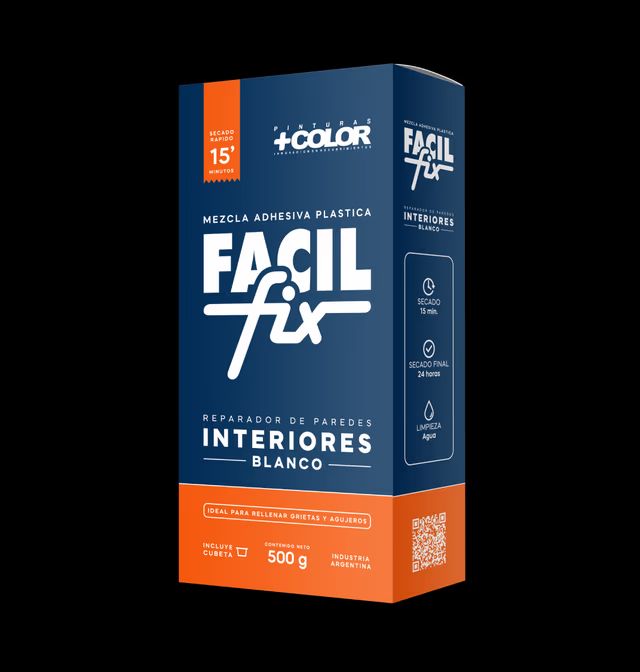 SECADO
RAPIDO
15’
MINUTOS
PINTURAS
+COLOR
MEZCLA ADHESIVA PLASTICA
FACIL
fix
REPARADOR DE PAREDES
INTERIORES
BLANCO
IDEAL PARA RELLENAR GRIETAS Y AGUJEROS
INCLUYE
CUBETA
CONTENIDO NETO
500 g
INDUSTRIA
ARGENTINA
MEZCLA ADHESIVA PLASTICA
FACIL
fix
REPARADOR DE PAREDES
INTERIORES
BLANCO
SECADO
15 min.
SECADO FINAL
24 horas
LIMPIEZA
Agua